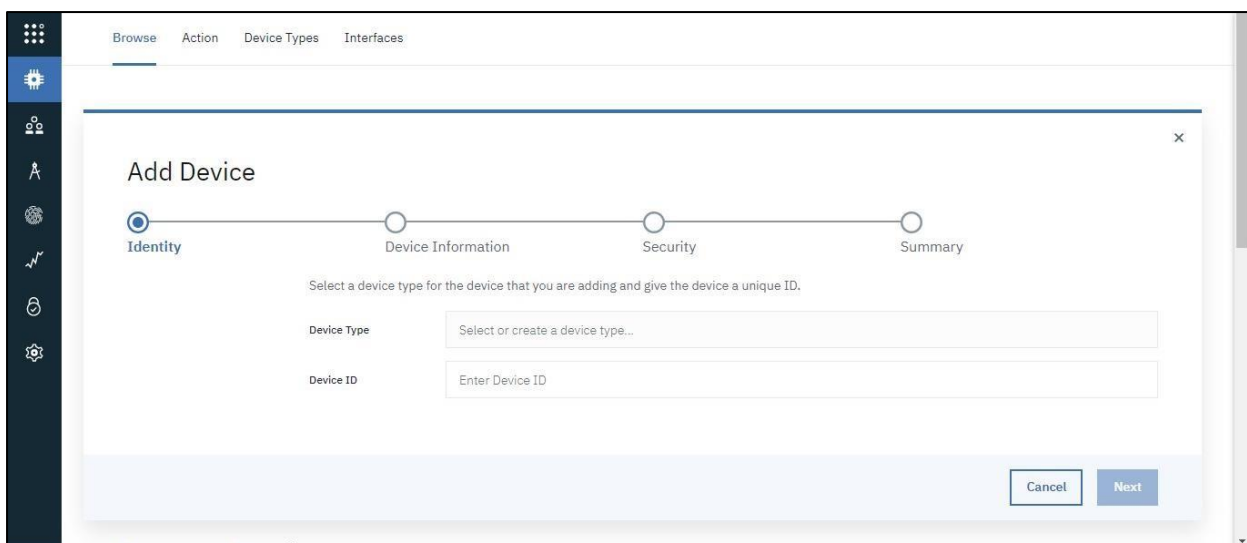 Browse Action Device Types Interfaces
Add Device
Identity Device Information Security Summary
Select a device type for the device that you are adding and give the device a unique ID.
Device Type Select or create a device type...
Device ID Enter Device ID
Cancel Next